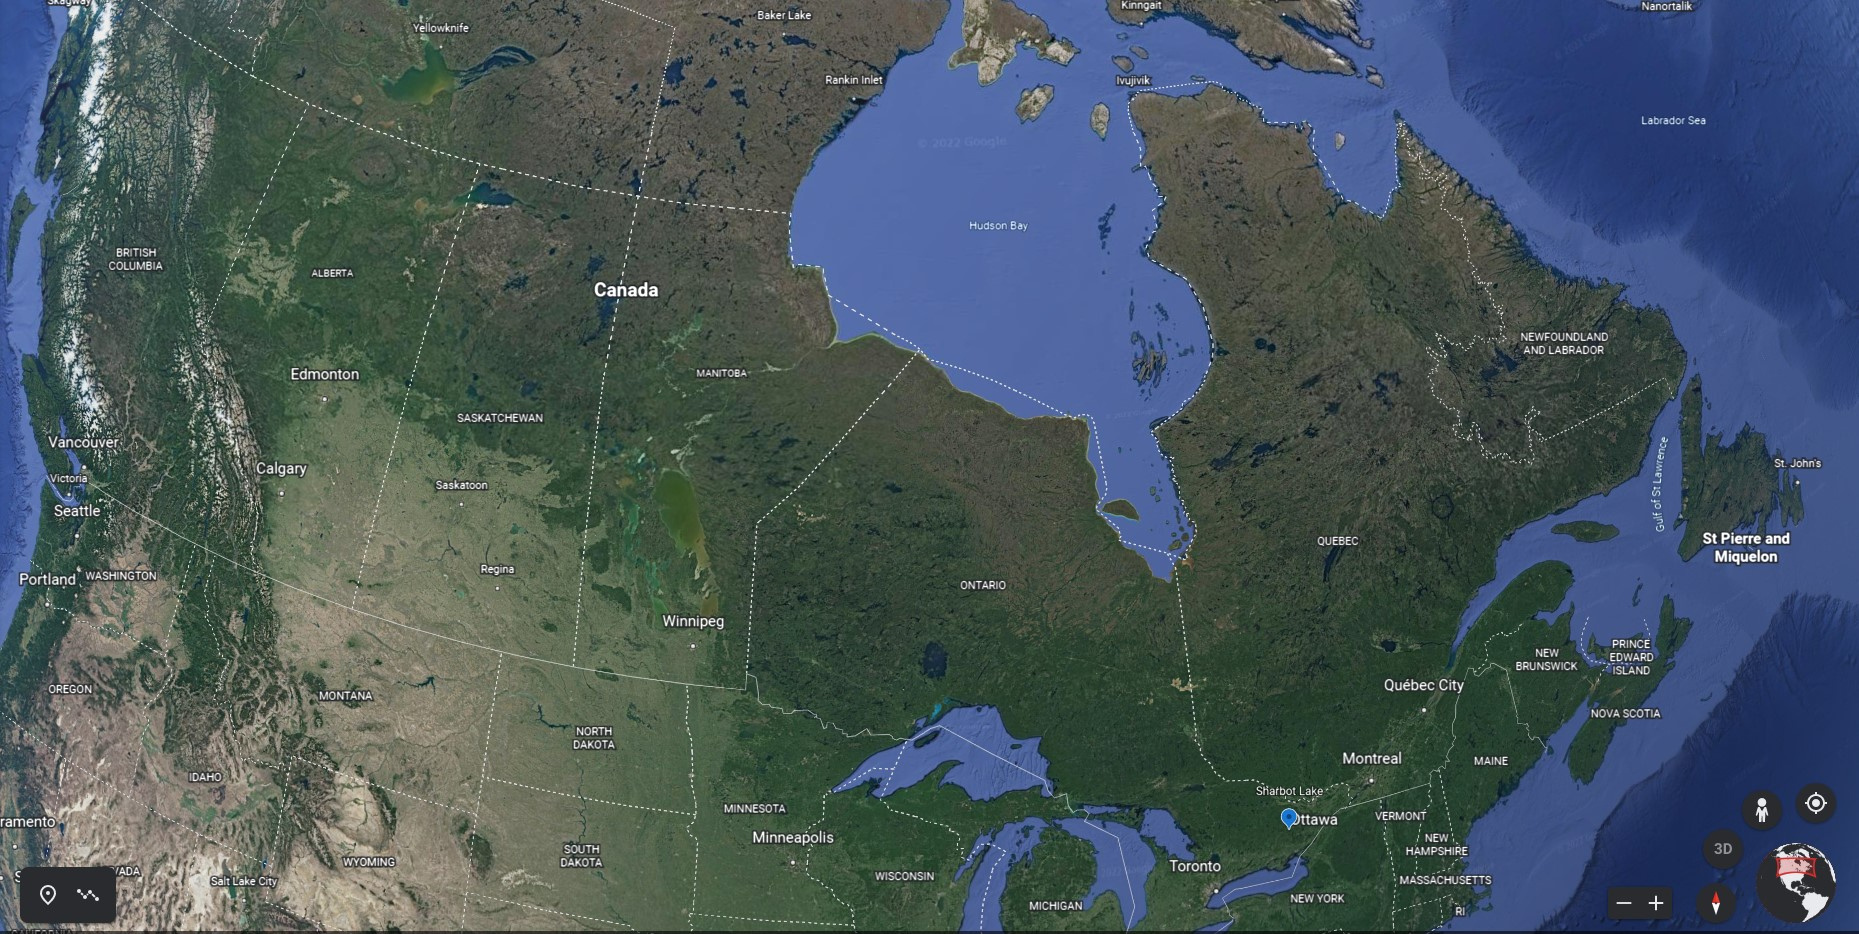 Skagway
Yellowknife
Baker Lake
Rankin Inlet
Kinngait
Ivujivik
Nanortalik
Labrador Sea
© 2022 Google
Hudson Bay
BRITISH
COLUMBIA
ALBERTA
Canada
NEWFOUNDLAND
AND LABRADOR
MANITOBA
Edmonton
SASKATCHEWAN
Vancouver
Calgary
Victoria
Saskatoon
Seattle
Gulf of St Lawrence
St. John's
St Pierre and
Miquelon
QUEBEC
Portland
WASHINGTON
Regina
ONTARIO
Winnipeg
NEW
BRUNSWICK
PRINCE
EDWARD
ISLAND
OREGON
MONTANA
Québec City
NOVA SCOTIA
NORTH
DAKOTA
Montreal
MAINE
IDAHO
Sharbot Lake
MINNESOTA
Ottawa
VERMONT
ramento
Minneapolis
NEW
HAMPSHIRE
3D
SOUTH
DAKOTA
WYOMING
Toronto
VADA
Salt Lake City
WISCONSIN
MASSACHUSETTS
NEW YORK
MICHIGAN
RI